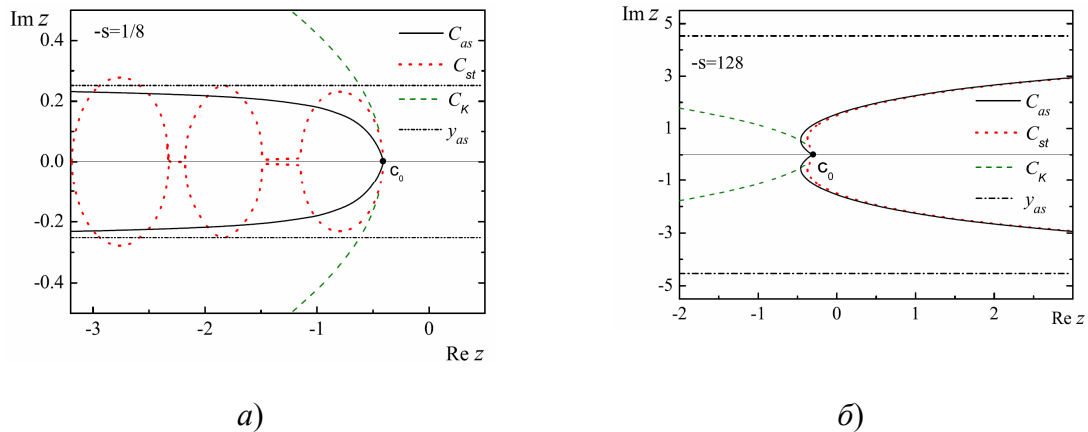 Im z
-s=1/8
C_as
C_st
C_K
y_as
0.4
0.2
0.0
-0.2
-0.4
c_0
-3 -2 -1 0
Re z
а)
Im z
-s=128
5
3
1
-1
-3
-5
c_0
C_as
C_st
C_K
y_as
-2 -1 0 1 2
Re z
б)